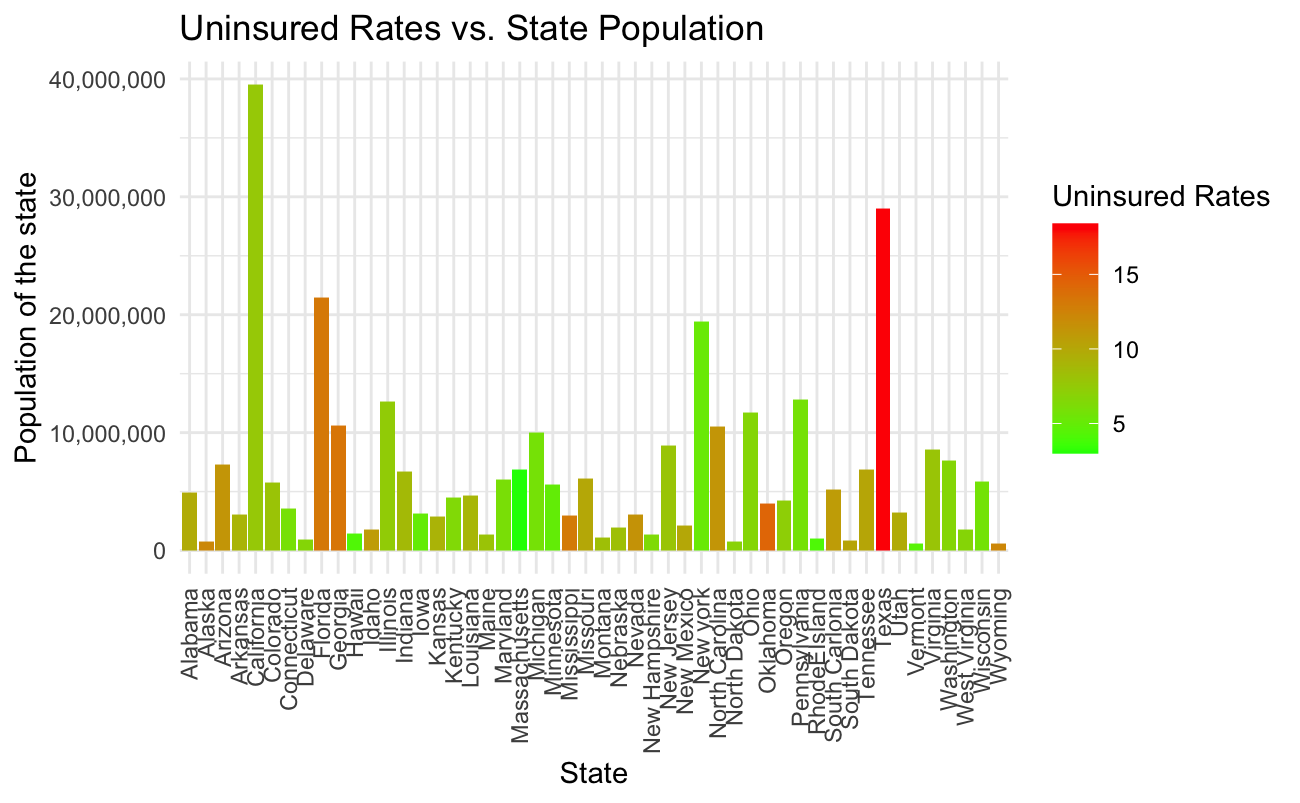 Uninsured Rates vs. State Population
Population of the state
40,000,000
30,000,000
20,000,000
10,000,000
0
Alabama
Alaska
Arizona
Arkansas
California
Colorado
Connecticut
Delaware
Florida
Georgia
Hawaii
Idaho
Illinois
Indiana
Iowa
Kansas
Kentucky
Louisiana
Maine
Maryland
Massachusetts
Michigan
Minnesota
Mississippi
Missouri
Montana
Nebraska
Nevada
New Hampshire
New Jersey
New Mexico
New york
North Carolina
North Dakota
Ohio
Oklahoma
Oregon
Pennsylvania
Rhode Island
South Carlonia
South Dakota
Tennessee
Texas
Utah
Vermont
Virginia
Washington
West Virginia
Wisconsin
Wyoming
State
Uninsured Rates
15
10
5